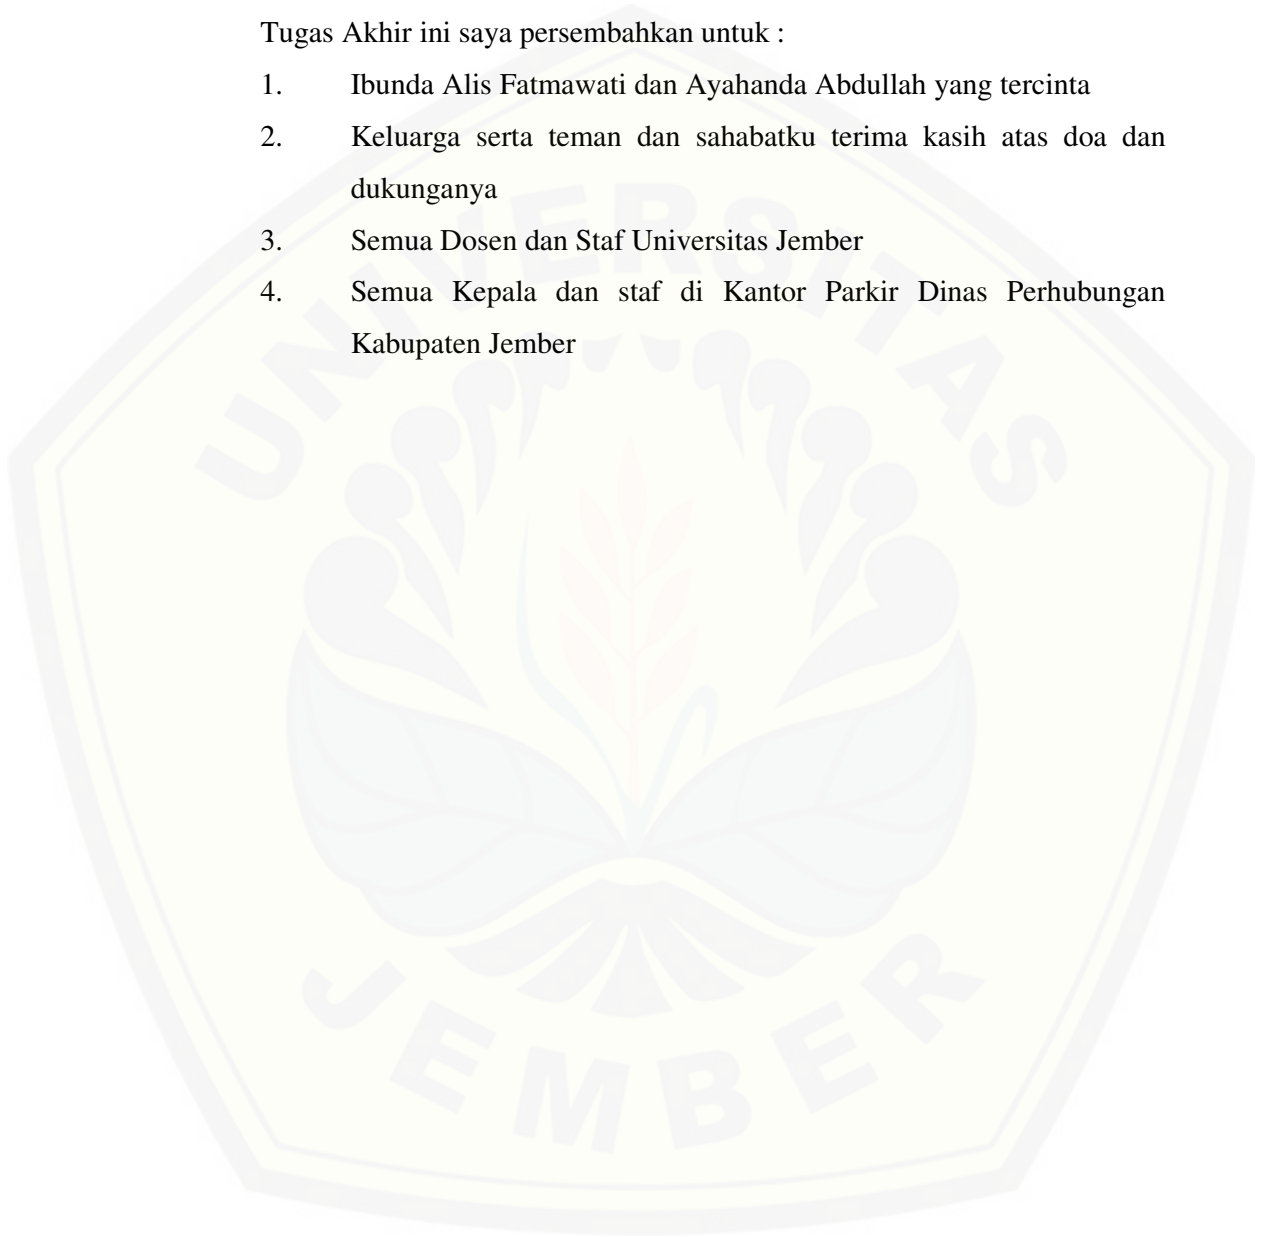 Tugas Akhir ini saya persembahkan untuk :
1. Ibunda Alis Fatmawati dan Ayahanda Abdullah yang tercinta
2. Keluarga serta teman dan sahabatku terima kasih atas doa dan
dukunganya
3. Semua Dosen dan Staf Universitas Jember
4. Semua Kepala dan staf di Kantor Parkir Dinas Perhubungan
Kabupaten Jember
UNIVERSITAS
JEMBER